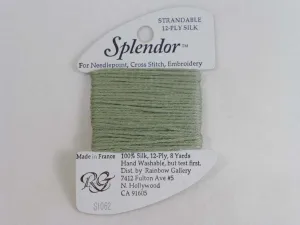 STRANDABLE
12-PLY SILK
Splendor™
For Needlepoint, Cross Stitch, Embroidery
Made in France
100% Silk, 12-Ply, 8 Yards
Hand Washable, but test first.
Dist. by Rainbow Gallery
7412 Fulton Ave #5
N. Hollywood
CA 91605
RG